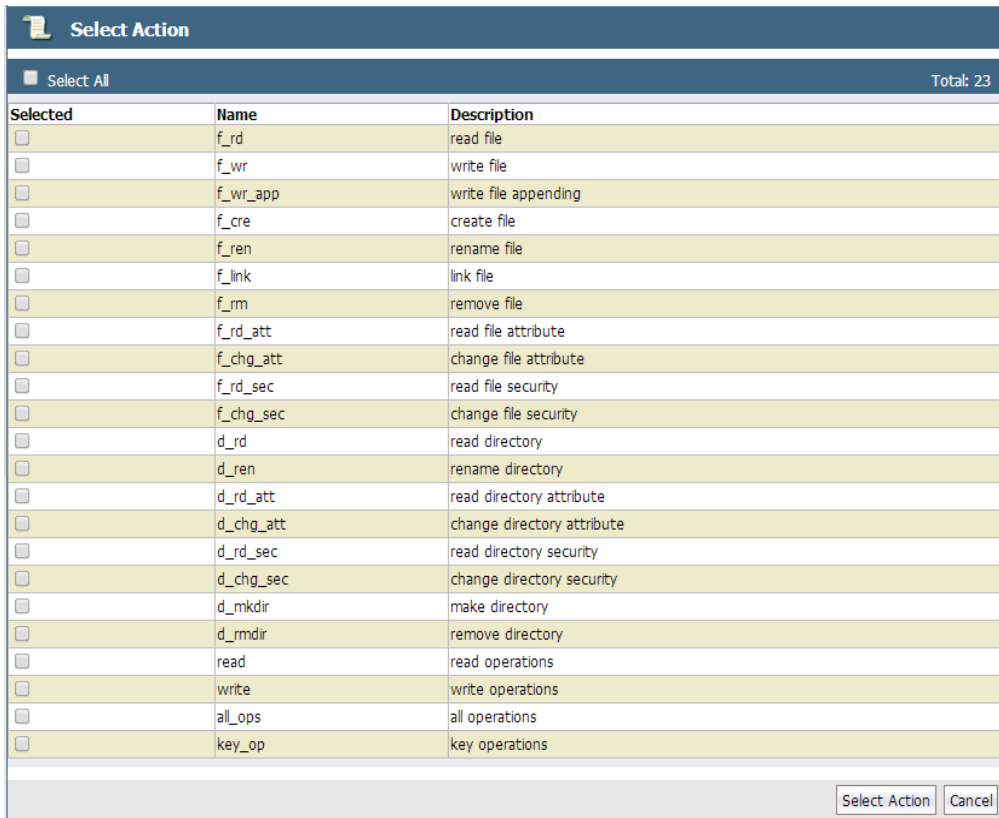 Select Action
Select All Total: 23
Selected Name Description
f_rd read file
f_wr write file
f_wr_app write file appending
f_cre create file
f_ren rename file
f_link link file
f_rm remove file
f_rd_att read file attribute
f_chg_att change file attribute
f_rd_sec read file security
f_chg_sec change file security
d_rd read directory
d_ren rename directory
d_rd_att read directory attribute
d_chg_att change directory attribute
d_rd_sec read directory security
d_chg_sec change directory security
d_mkdir make directory
d_rmdir remove directory
read read operations
write write operations
all_ops all operations
key_op key operations
Select Action Cancel